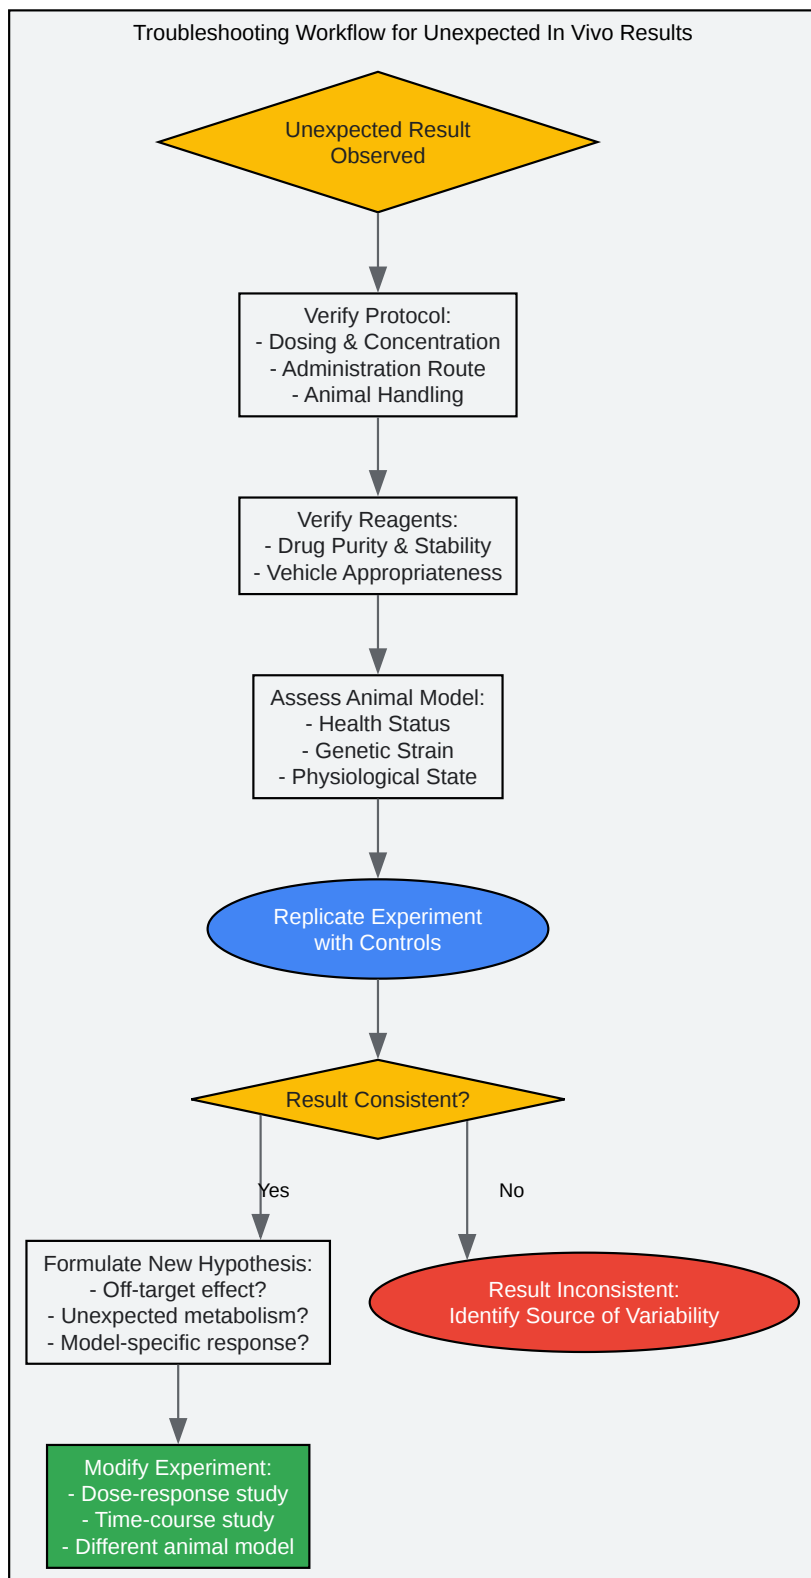 Troubleshooting Workflow for Unexpected In Vivo Results
Unexpected Result
Observed
Verify Protocol:
- Dosing & Concentration
- Administration Route
- Animal Handling
Verify Reagents:
- Drug Purity & Stability
- Vehicle Appropriateness
Assess Animal Model:
- Health Status
- Genetic Strain
- Physiological State
Replicate Experiment
with Controls
Result Consistent?
Yes
No
Formulate New Hypothesis:
- Off-target effect?
- Unexpected metabolism?
- Model-specific response?
Result Inconsistent:
Identify Source of Variability
Modify Experiment:
- Dose-response study
- Time-course study
- Different animal model